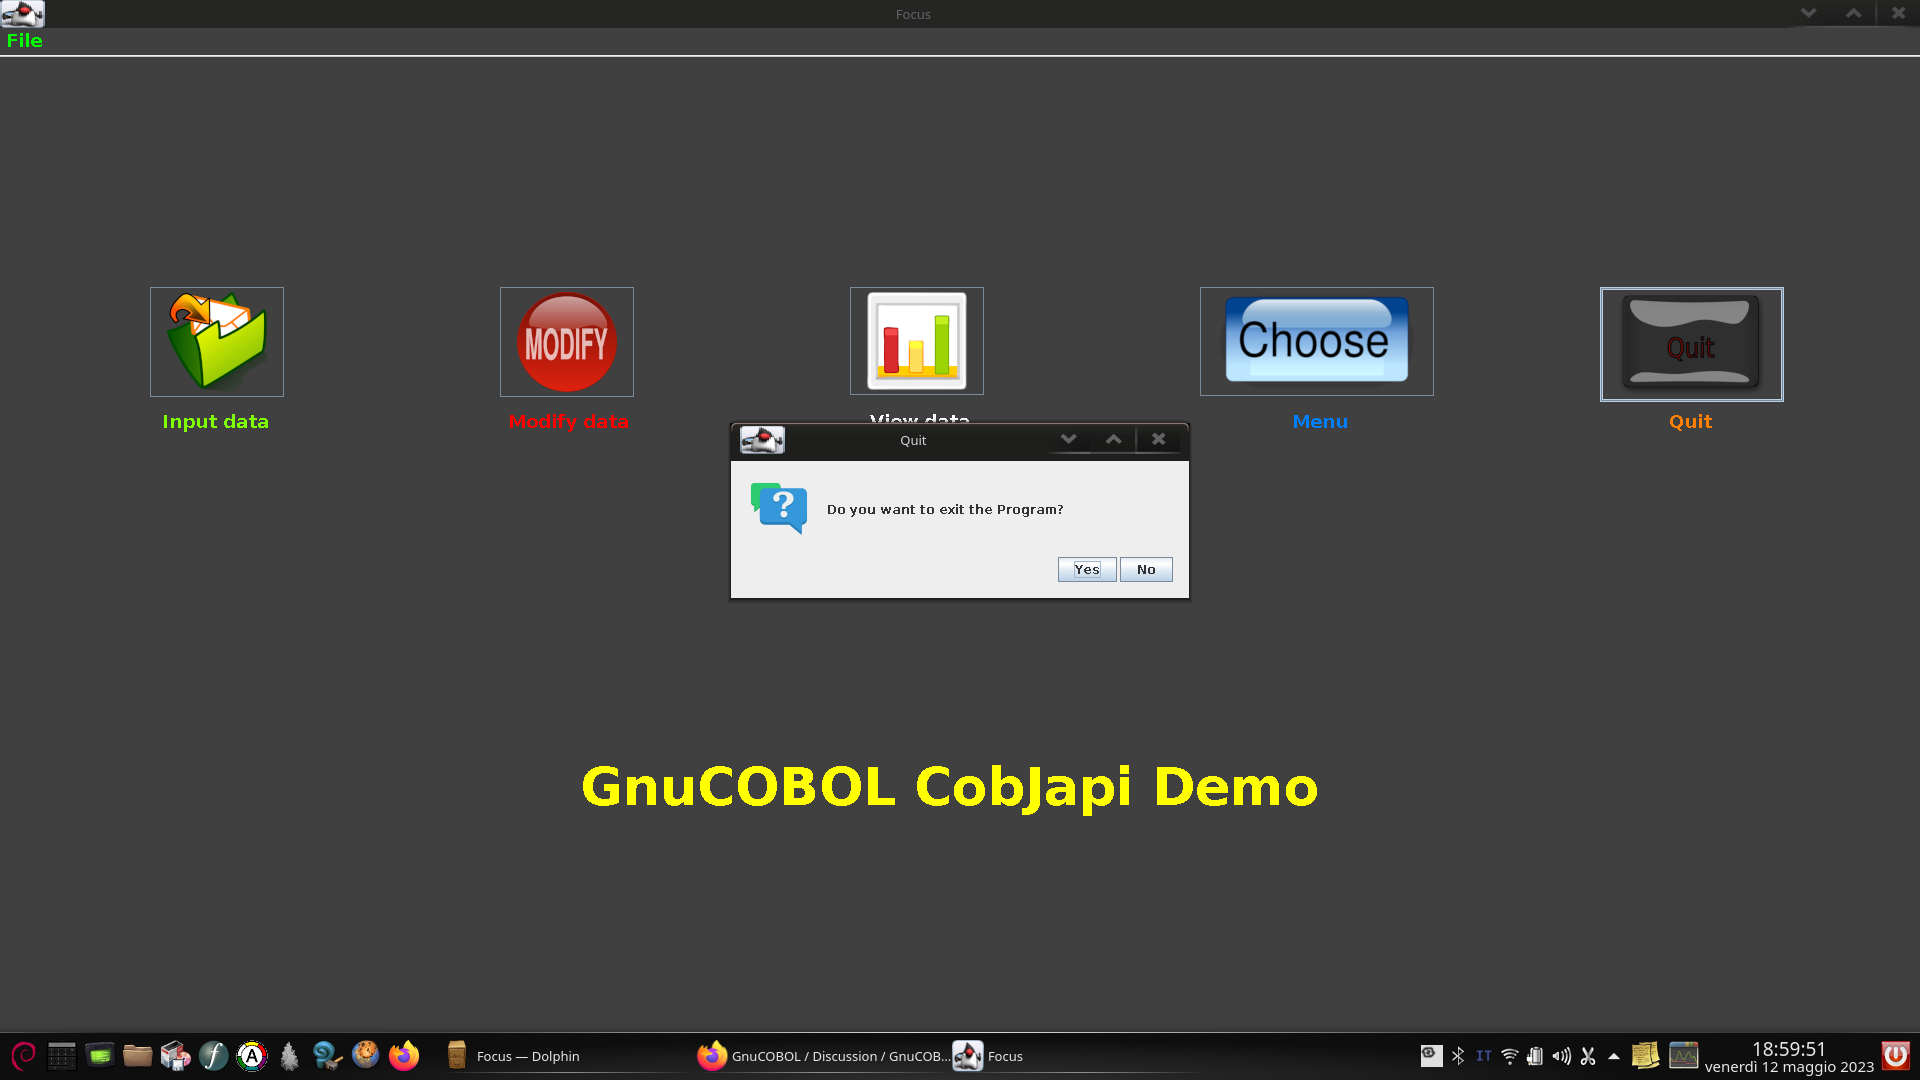 Focus
File
MODIFY
Choose
Quit
Input data
Modify data
View data
Menu
Quit
Quit
?
Do you want to exit the Program?
Yes
No
GnuCOBOL CobJapi Demo
f
A
Focus — Dolphin
GnuCOBOL / Discussion / GnuCOB...
Focus
IT
18:59:51
venerdì 12 maggio 2023